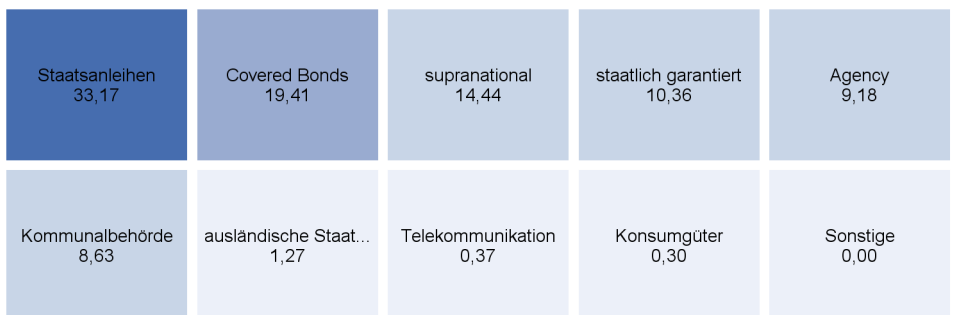 Staatsanleihen
33,17
Covered Bonds
19,41
supranational
14,44
staatlich garantiert
10,36
Agency
9,18
Kommunalbehörde
8,63
ausländische Staat...
1,27
Telekommunikation
0,37
Konsumgüter
0,30
Sonstige
0,00